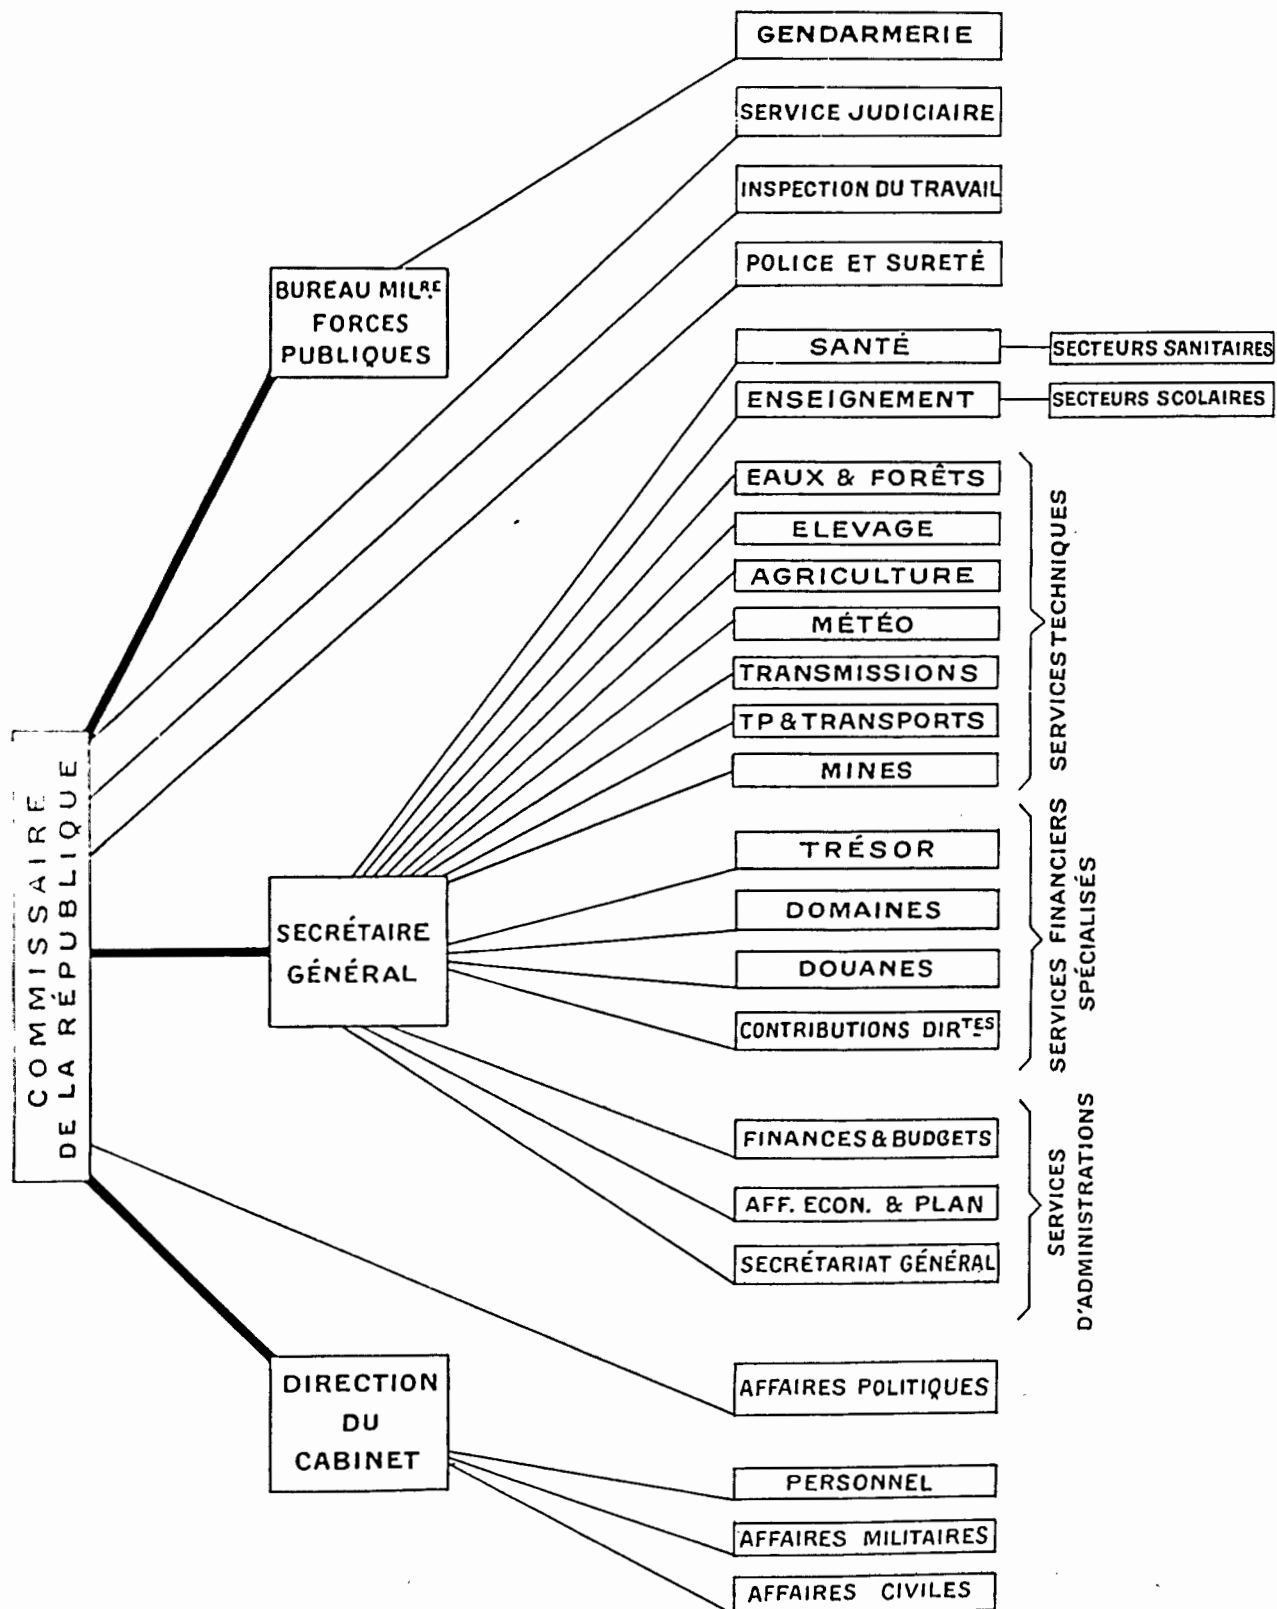 GENDARMERIE
SERVICE JUDICIAIRE
INSPECTION DU TRAVAIL
POLICE ET SURETÉ
BUREAU MILRE
FORCES
PUBLIQUES
SANTÉ
SECTEURS SANITAIRES
ENSEIGNEMENT
SECTEURS SCOLAIRES
EAUX & FORÊTS
ELEVAGE
AGRICULTURE
MÉTÉO
TRANSMISSIONS
TP & TRANSPORTS
MINES
SERVICES TECHNIQUES
COMMISSAIRE
DE LA RÉPUBLIQUE
SECRÉTAIRE
GÉNÉRAL
TRÉSOR
DOMAINES
DOUANES
CONTRIBUTIONS DIRTES
SERVICES FINANCIERS
SPÉCIALISÉS
FINANCES & BUDGETS
AFF. ECON. & PLAN
SECRÉTARIAT GÉNÉRAL
SERVICES
D'ADMINISTRATIONS
DIRECTION
DU
CABINET
AFFAIRES POLITIQUES
PERSONNEL
AFFAIRES MILITAIRES
AFFAIRES CIVILES